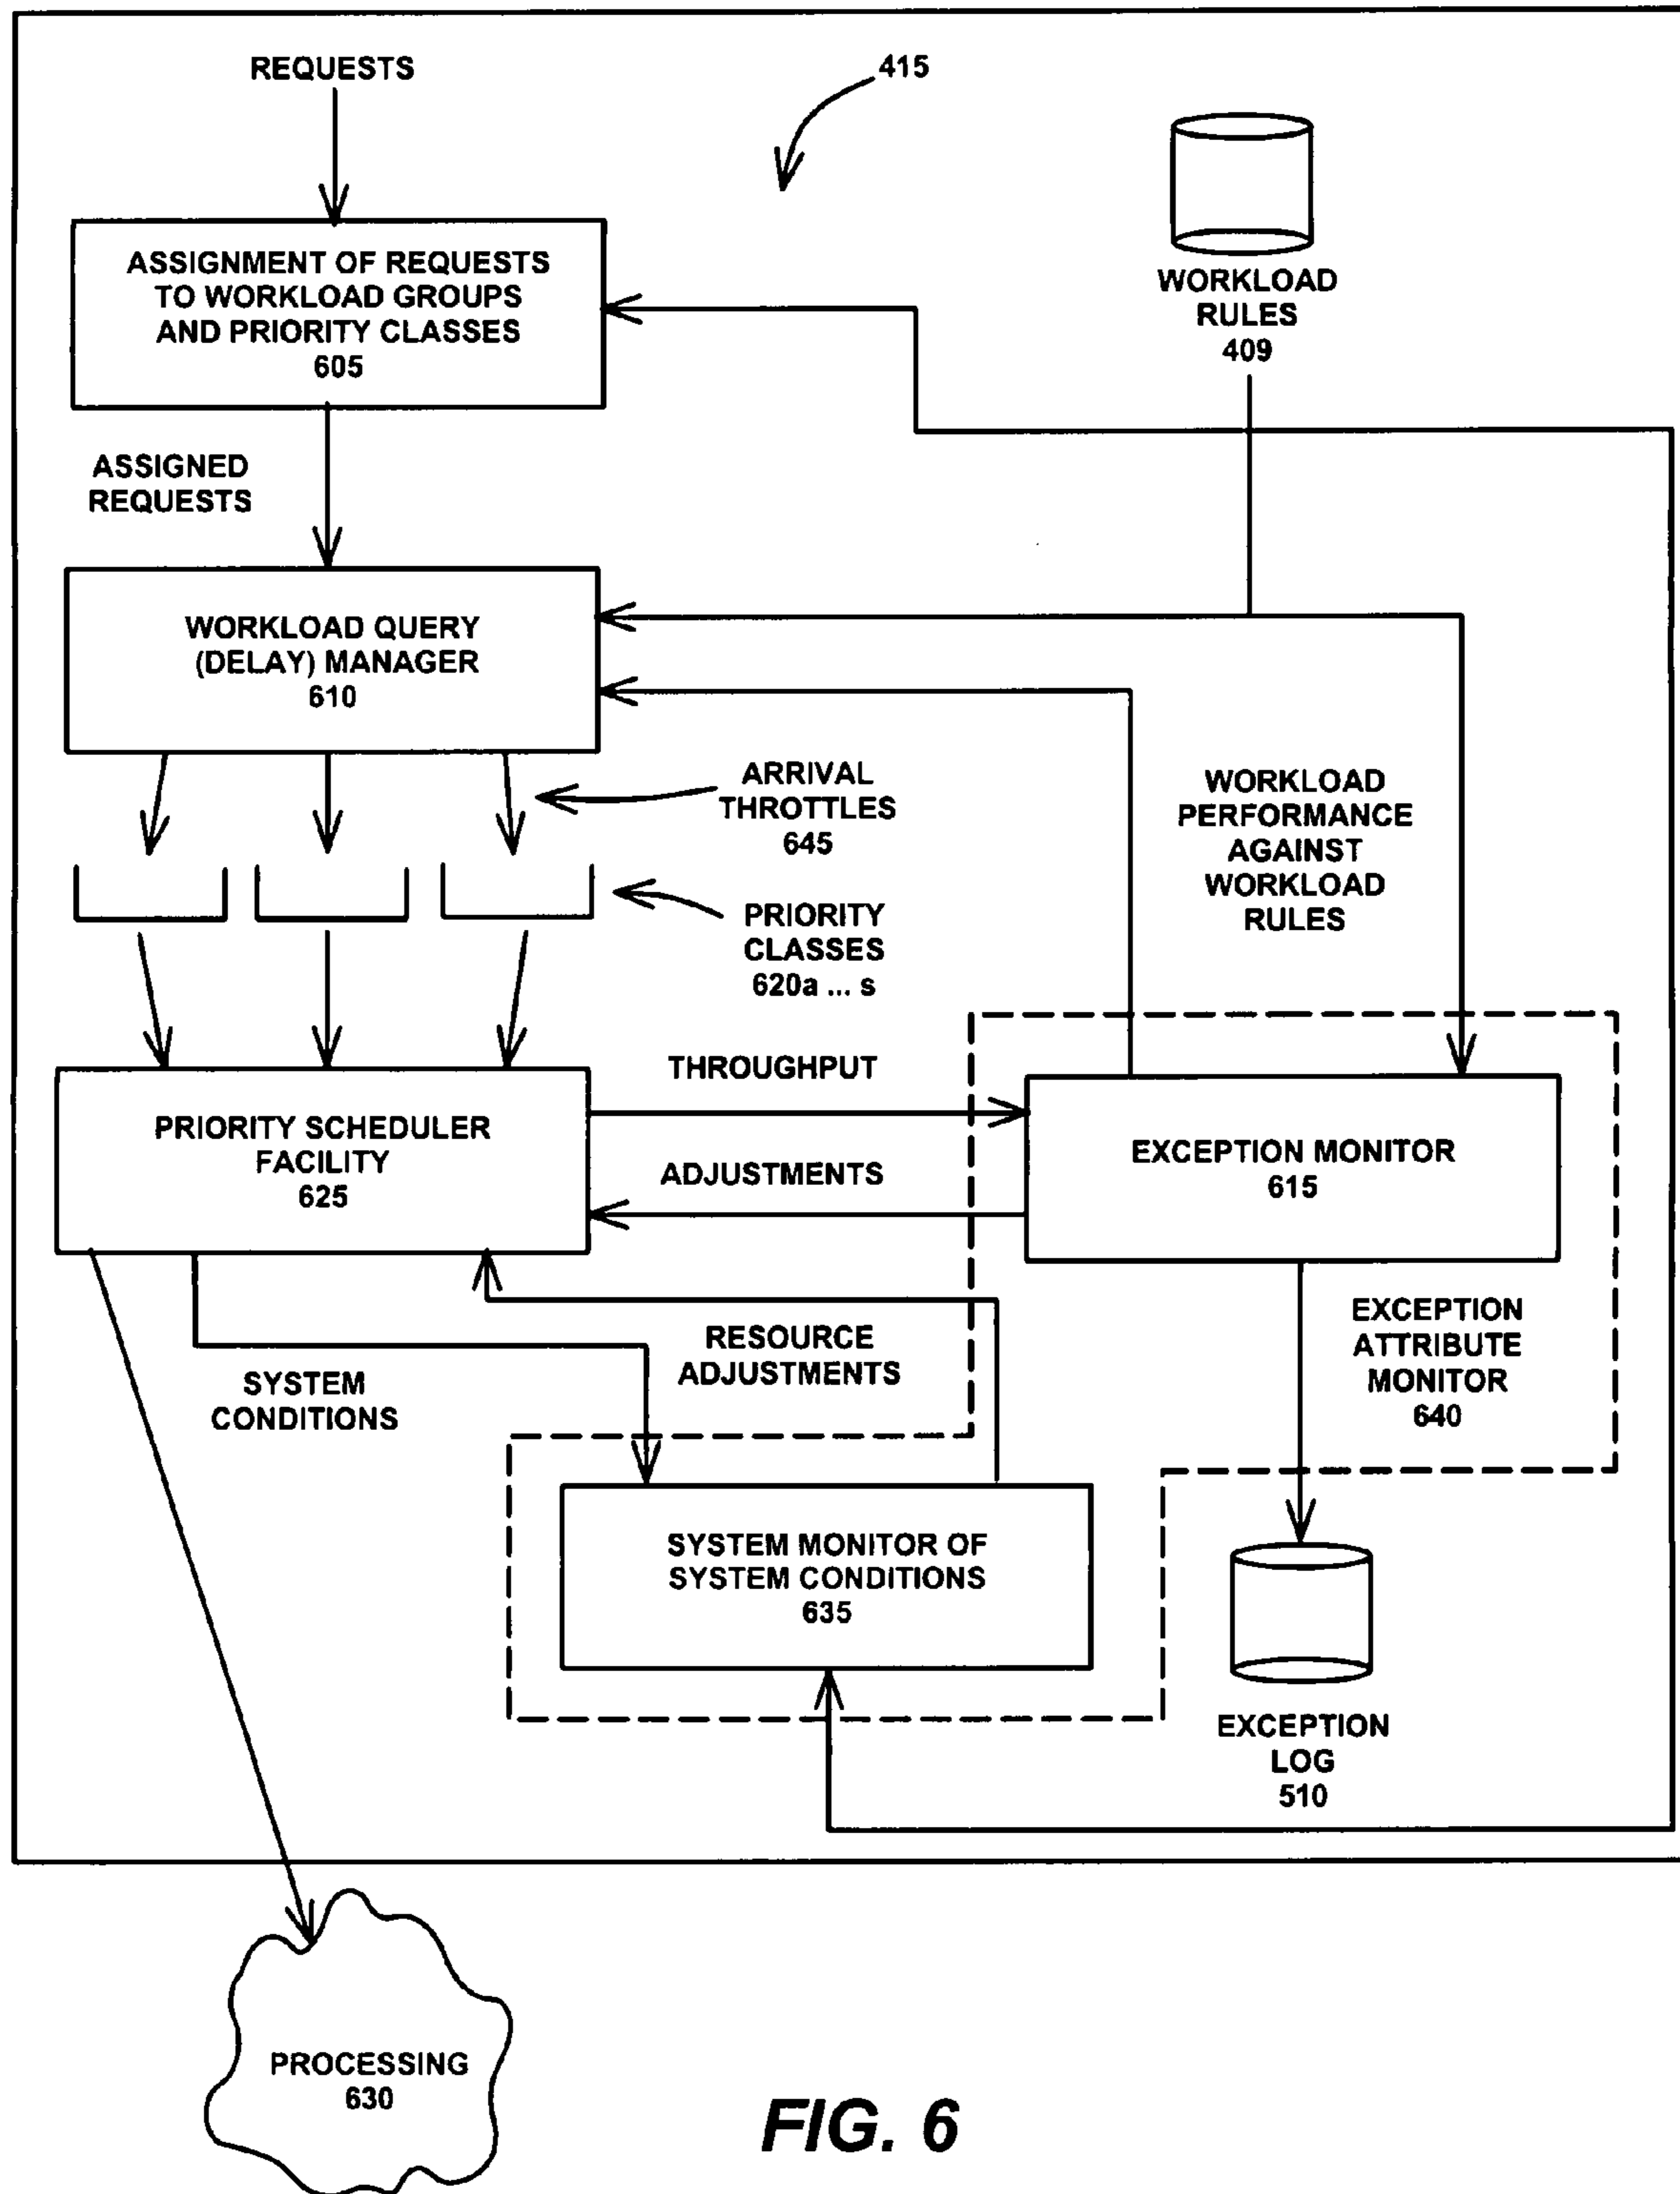 REQUESTS
415
ASSIGNMENT OF REQUESTS
TO WORKLOAD GROUPS
AND PRIORITY CLASSES
605
WORKLOAD
RULES
409
ASSIGNED
REQUESTS
WORKLOAD QUERY
(DELAY) MANAGER
610
ARRIVAL
THROTTLES
645
WORKLOAD
PERFORMANCE
AGAINST
WORKLOAD
RULES
PRIORITY
CLASSES
620a ... s
THROUGHPUT
PRIORITY SCHEDULER
FACILITY
625
ADJUSTMENTS
EXCEPTION MONITOR
615
RESOURCE
ADJUSTMENTS
EXCEPTION
ATTRIBUTE
MONITOR
640
SYSTEM
CONDITIONS
SYSTEM MONITOR OF
SYSTEM CONDITIONS
635
EXCEPTION
LOG
510
PROCESSING
630
FIG. 6